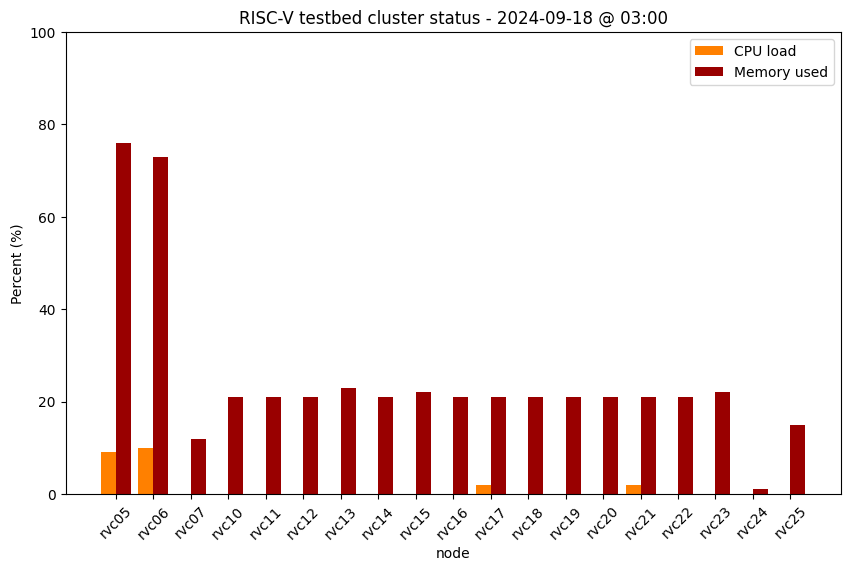 RISC-V testbed cluster status - 2024-09-18 @ 03:00
CPU load
Memory used
Percent (%)
100
80
60
40
20
0
rvc05
rvc06
rvc07
rvc10
rvc11
rvc12
rvc13
rvc14
rvc15
rvc16
rvc17
rvc18
rvc19
rvc20
rvc21
rvc22
rvc23
rvc24
rvc25
node